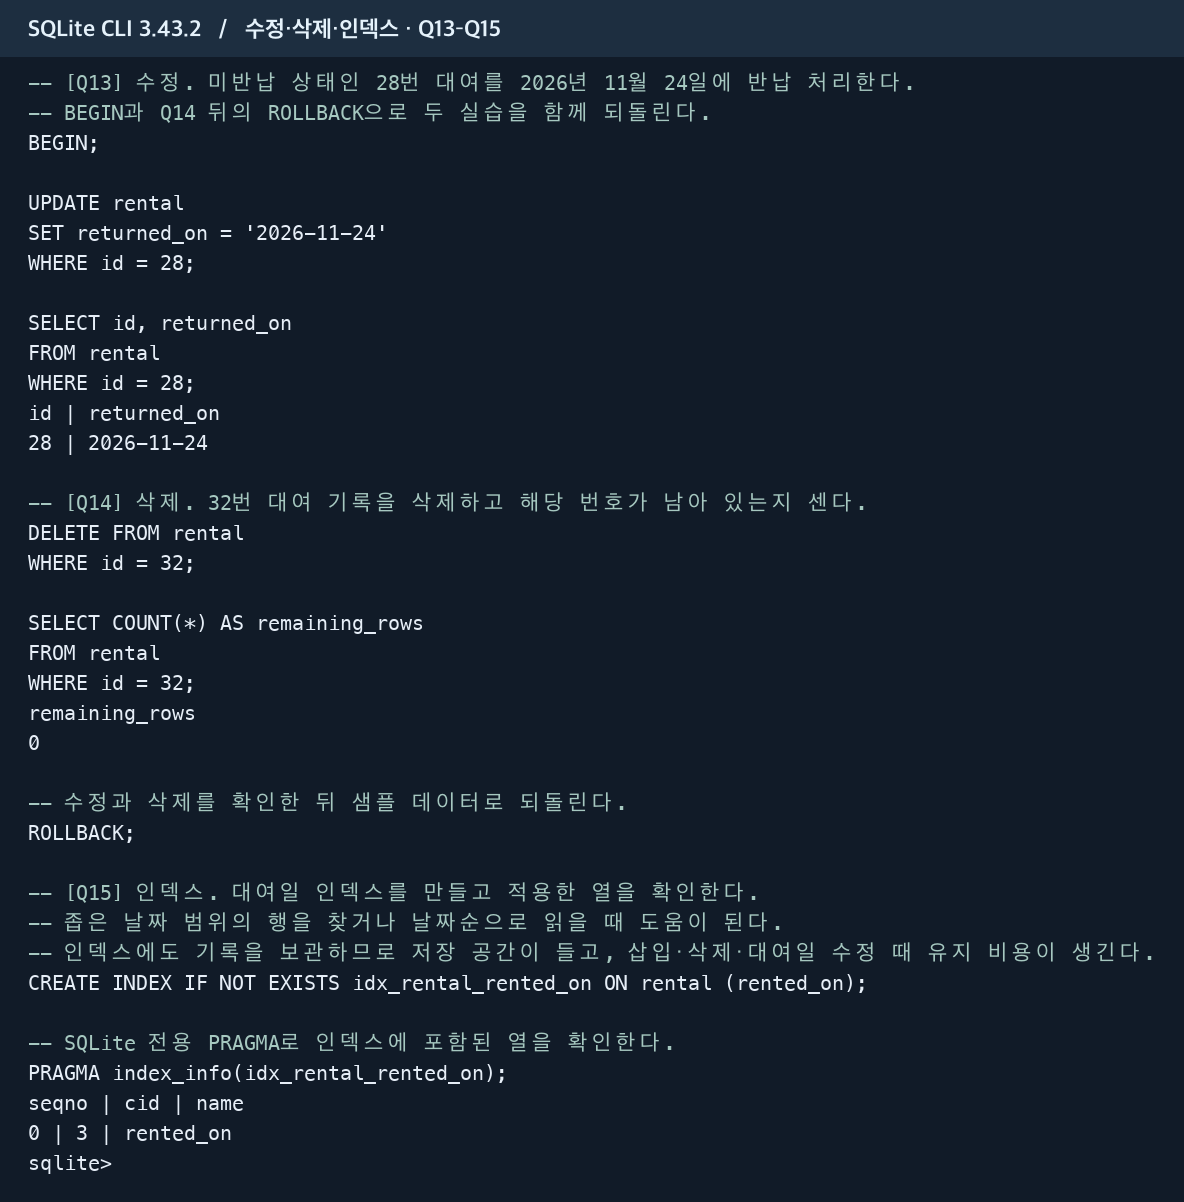 SQLite CLI 3.43.2 / 수정·삭제·인덱스 · Q13-Q15
-- [Q13] 수정. 미반납 상태인 28번 대여를 2026년 11월 24일에 반납 처리한다.
-- BEGIN과 Q14 뒤의 ROLLBACK으로 두 실습을 함께 되돌린다.
BEGIN;
UPDATE rental
SET returned_on = '2026-11-24'
WHERE id = 28;
SELECT id, returned_on
FROM rental
WHERE id = 28;
id | returned_on
28 | 2026-11-24
-- [Q14] 삭제. 32번 대여 기록을 삭제하고 해당 번호가 남아 있는지 센다.
DELETE FROM rental
WHERE id = 32;
SELECT COUNT(*) AS remaining_rows
FROM rental
WHERE id = 32;
remaining_rows
0
-- 수정과 삭제를 확인한 뒤 샘플 데이터로 되돌린다.
ROLLBACK;
-- [Q15] 인덱스. 대여일 인덱스를 만들고 적용한 열을 확인한다.
-- 좁은 날짜 범위의 행을 찾거나 날짜순으로 읽을 때 도움이 된다.
-- 인덱스에도 기록을 보관하므로 저장 공간이 들고, 삽입·삭제·대여일 수정 때 유지 비용이 생긴다.
CREATE INDEX IF NOT EXISTS idx_rental_rented_on ON rental (rented_on);
-- SQLite 전용 PRAGMA로 인덱스에 포함된 열을 확인한다.
PRAGMA index_info(idx_rental_rented_on);
seqno | cid | name
0 | 3 | rented_on
sqlite>